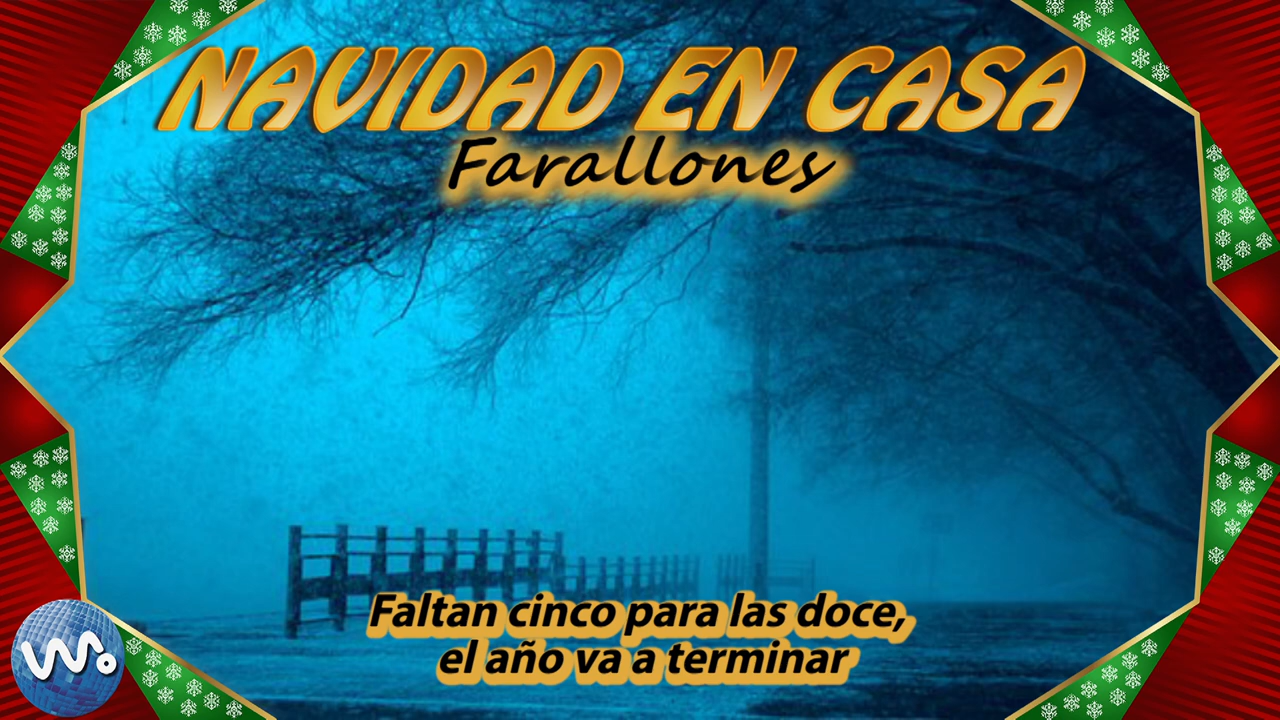 NAVIDAD EN CASA
Farallones
Faltan cinco para las doce,
el año va a terminar